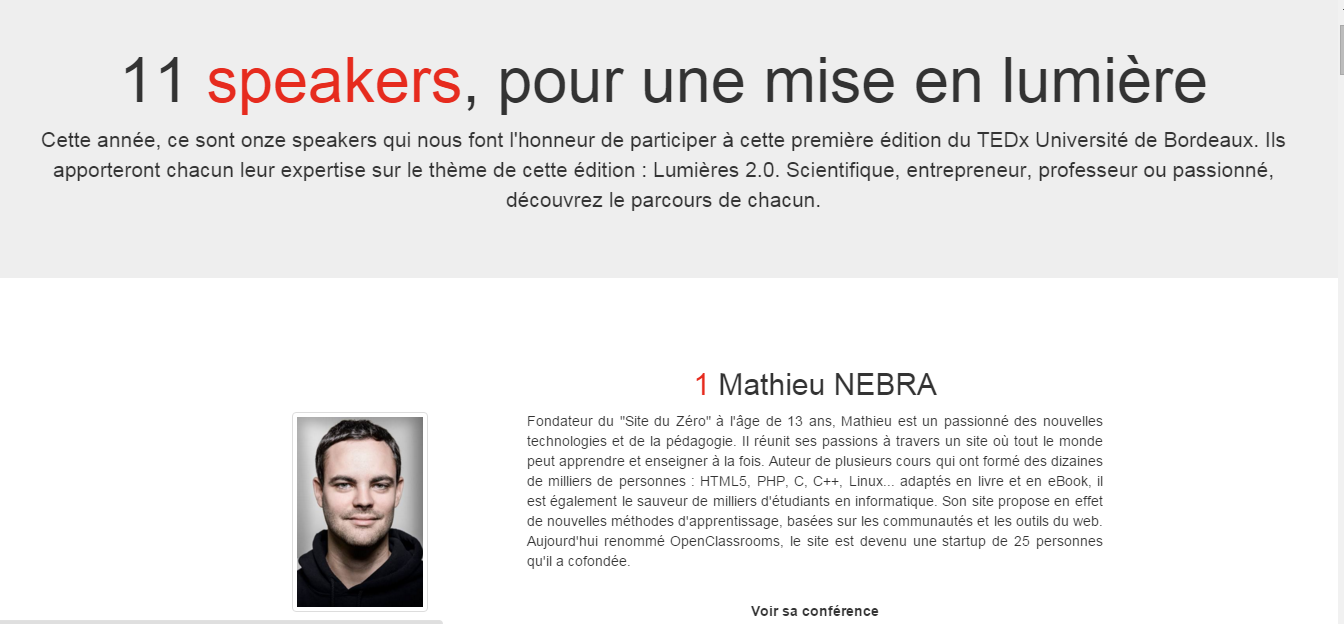 11 speakers, pour une mise en lumière
Cette année, ce sont onze speakers qui nous font l'honneur de participer à cette première édition du TEDx Université de Bordeaux. Ils
apporteront chacun leur expertise sur le thème de cette édition : Lumières 2.0. Scientifique, entrepreneur, professeur ou passionné,
découvrez le parcours de chacun.
1 Mathieu NEBRA
Fondateur du "Site du Zéro" à l'âge de 13 ans, Mathieu est un passionné des nouvelles
technologies et de la pédagogie. Il réunit ses passions à travers un site où tout le monde
peut apprendre et enseigner à la fois. Auteur de plusieurs cours qui ont formé des dizaines
de milliers de personnes : HTML5, PHP, C, C++, Linux... adaptés en livre et en eBook, il
est également le sauveur de milliers d'étudiants en informatique. Son site propose en effet
de nouvelles méthodes d'apprentissage, basées sur les communautés et les outils du web.
Aujourd'hui renommé OpenClassrooms, le site est devenu une startup de 25 personnes
qu'il a cofondée.
Voir sa conférence